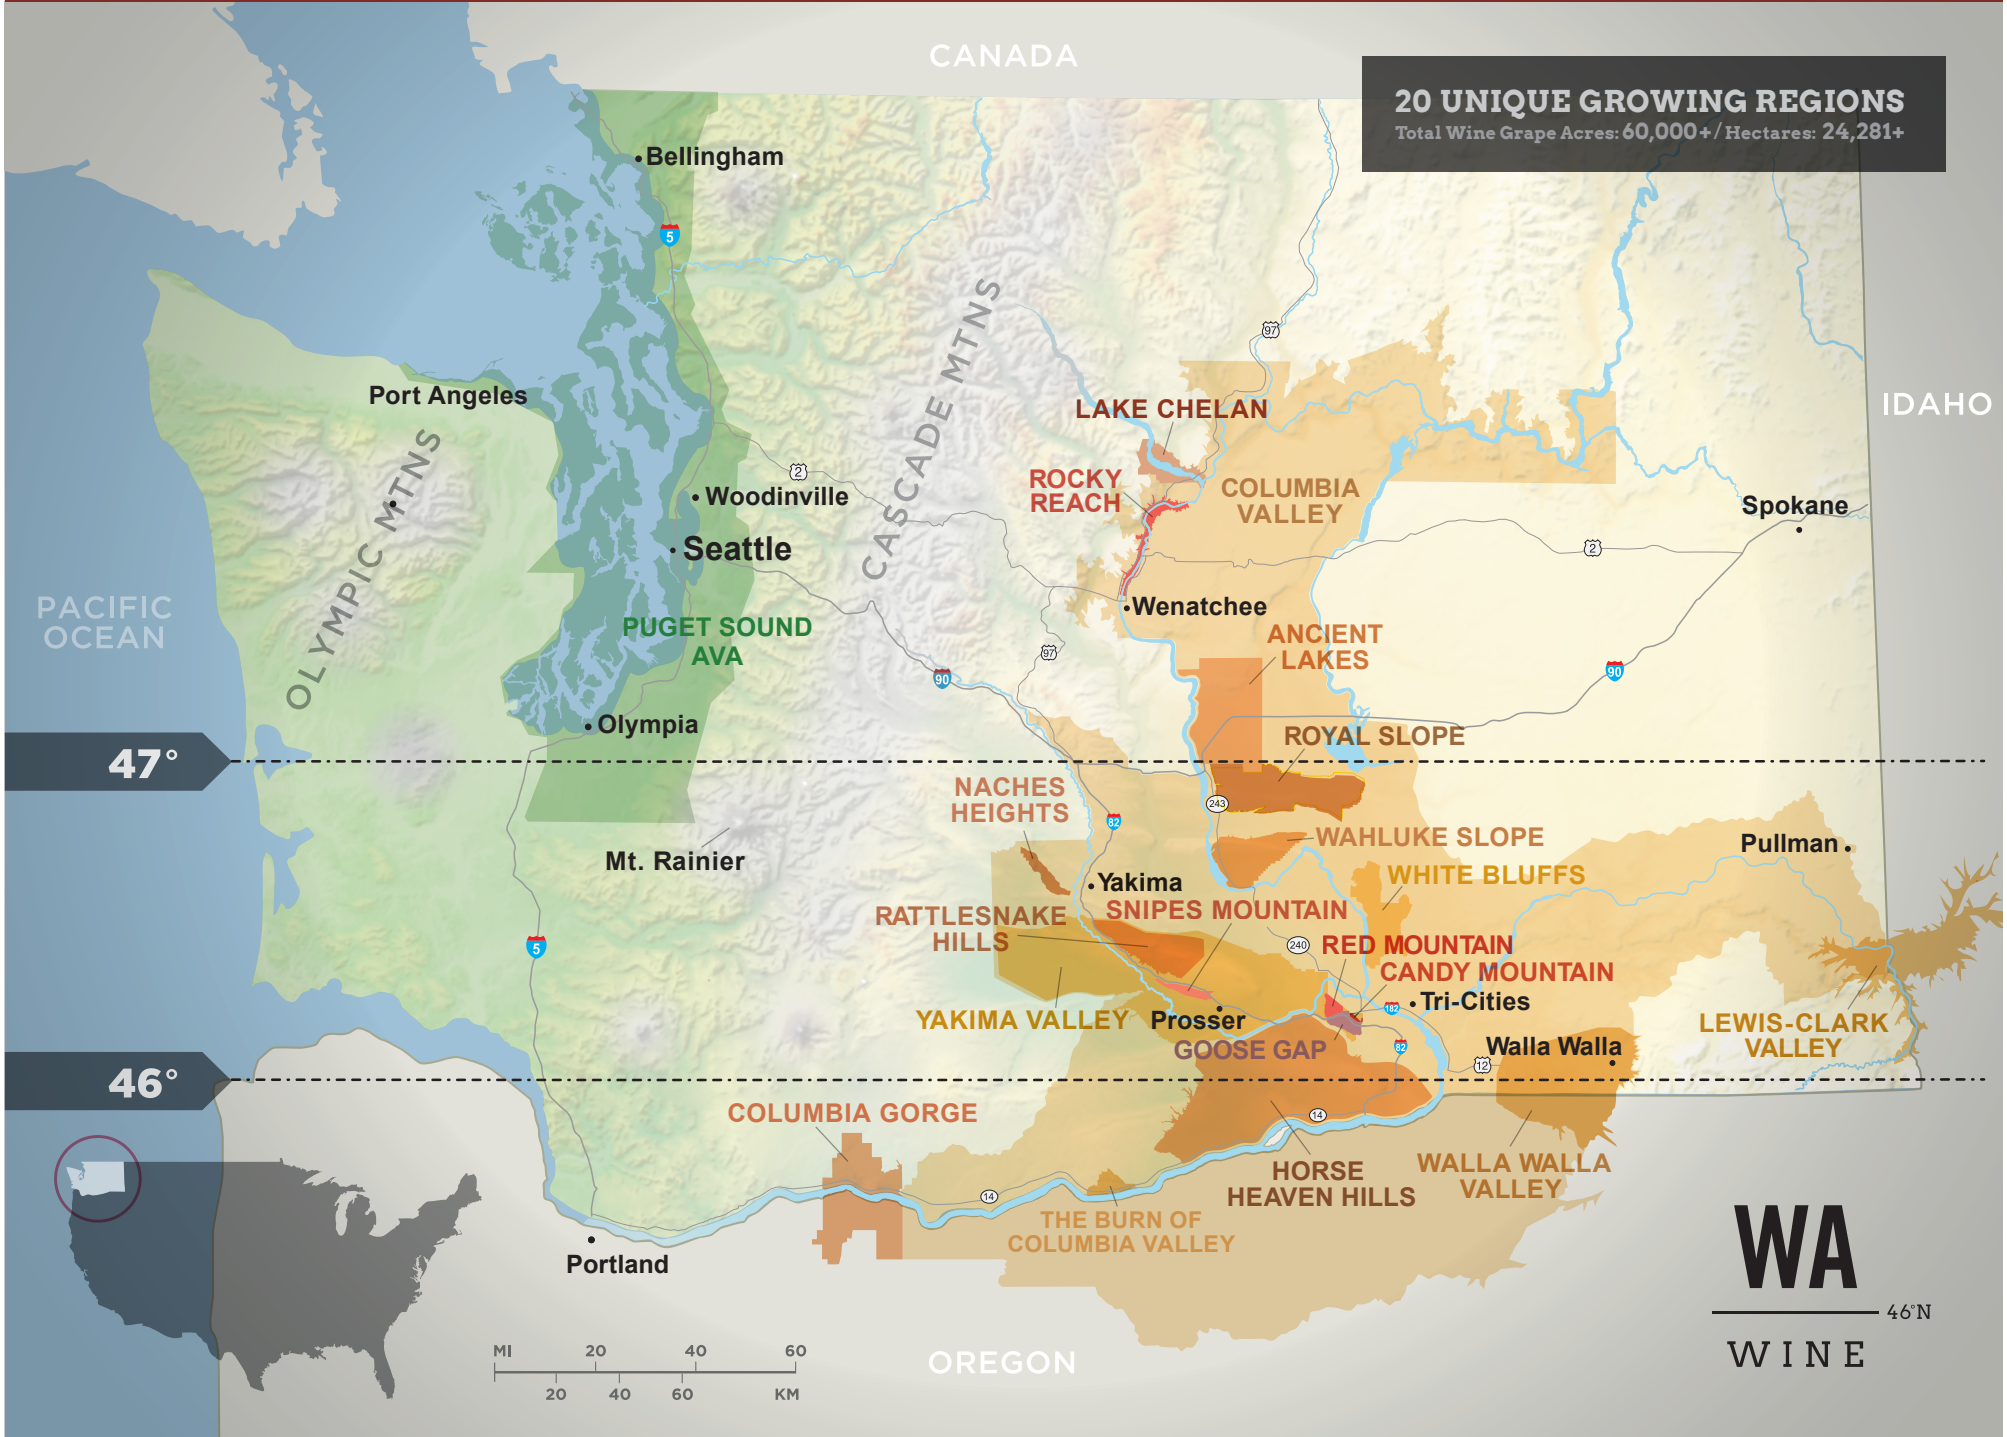 CANADA
20 UNIQUE GROWING REGIONS
Total Wine Grape Acres: 60,000+ / Hectares: 24,281+
Bellingham
5
CASCADE MTNS
97
Port Angeles
OLYMPIC MTNS
IDAHO
LAKE CHELAN
2
ROCKY
REACH
COLUMBIA
VALLEY
Woodinville
Spokane
Seattle
2
PACIFIC
OCEAN
Wenatchee
PUGET SOUND
AVA
ANCIENT
LAKES
97
90
90
Olympia
ROYAL SLOPE
47°
NACHES
HEIGHTS
243
82
WAHLUKE SLOPE
Pullman
Mt. Rainier
WHITE BLUFFS
Yakima
SNIPES MOUNTAIN
RATTLESNAKE
HILLS
5
240
RED MOUNTAIN
CANDY MOUNTAIN
Tri-Cities
182
YAKIMA VALLEY
Prosser
LEWIS-CLARK
VALLEY
GOOSE GAP
82
Walla Walla
12
46°
COLUMBIA GORGE
14
HORSE
HEAVEN HILLS
WALLA WALLA
VALLEY
14
THE BURN OF
COLUMBIA VALLEY
Portland
WA
46°N
WINE
MI 20 40 60
20 40 60 KM
OREGON